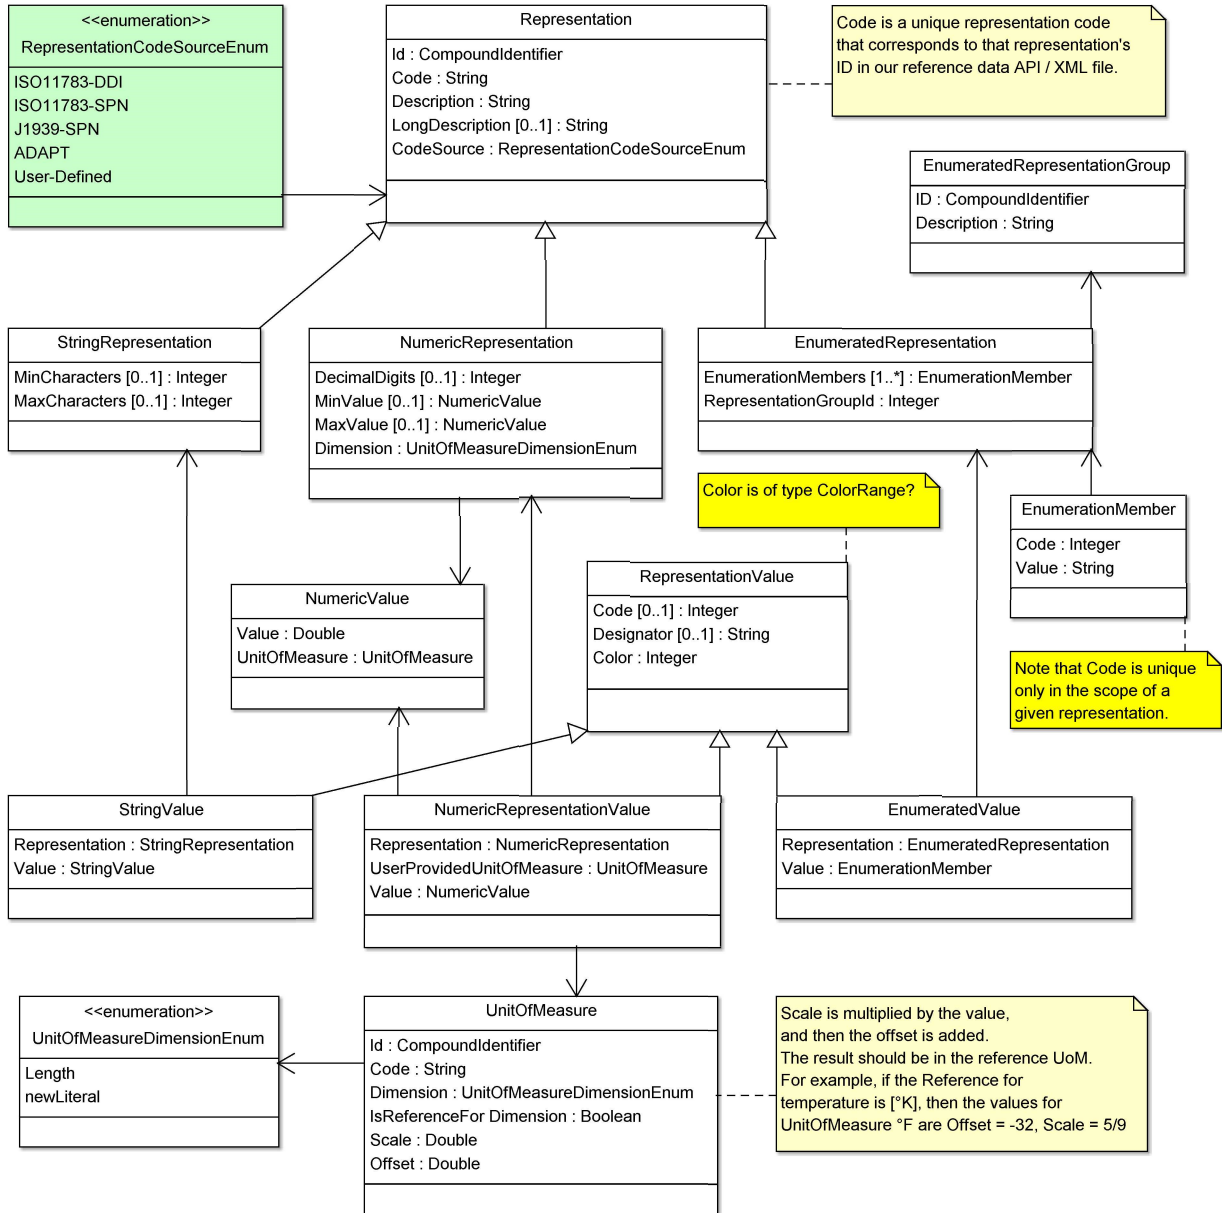 <<enumeration>>
RepresentationCodeSourceEnum
ISO11783-DDI
ISO11783-SPN
J1939-SPN
ADAPT
User-Defined
Representation
Id : CompoundIdentifier
Code : String
Description : String
LongDescription [0..1] : String
CodeSource : RepresentationCodeSourceEnum
Code is a unique representation code
that corresponds to that representation's
ID in our reference data API / XML file.
EnumeratedRepresentationGroup
ID : CompoundIdentifier
Description : String
StringRepresentation
MinCharacters [0..1] : Integer
MaxCharacters [0..1] : Integer
NumericRepresentation
DecimalDigits [0..1] : Integer
MinValue [0..1] : NumericValue
MaxValue [0..1] : NumericValue
Dimension : UnitOfMeasureDimensionEnum
EnumeratedRepresentation
EnumerationMembers [1..*] : EnumerationMember
RepresentationGroupId : Integer
Color is of type ColorRange?
EnumerationMember
Code : Integer
Value : String
NumericValue
Value : Double
UnitOfMeasure : UnitOfMeasure
RepresentationValue
Code [0..1] : Integer
Designator [0..1] : String
Color : Integer
Note that Code is unique
only in the scope of a
given representation.
StringValue
Representation : StringRepresentation
Value : StringValue
NumericRepresentationValue
Representation : NumericRepresentation
UserProvidedUnitOfMeasure : UnitOfMeasure
Value : NumericValue
EnumeratedValue
Representation : EnumeratedRepresentation
Value : EnumerationMember
<<enumeration>>
UnitOfMeasureDimensionEnum
Length
newLiteral
UnitOfMeasure
Id : CompoundIdentifier
Code : String
Dimension : UnitOfMeasureDimensionEnum
IsReferenceFor Dimension : Boolean
Scale : Double
Offset : Double
Scale is multiplied by the value,
and then the offset is added.
The result should be in the reference UoM.
For example, if the Reference for
temperature is [°K], then the values for
UnitOfMeasure °F are Offset = -32, Scale = 5/9